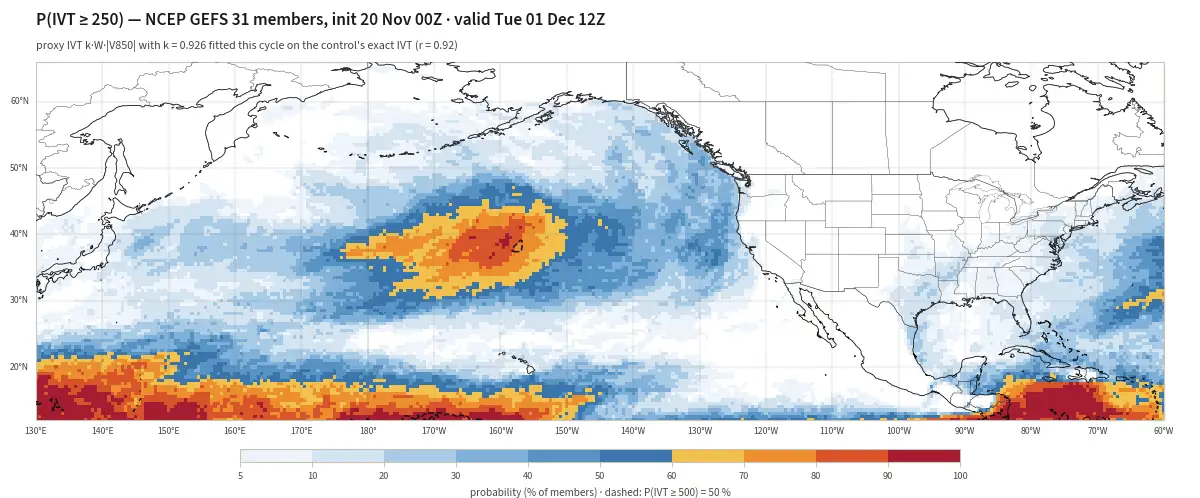 P(IVT ≥ 250) — NCEP GEFS 31 members, init 20 Nov 00Z · valid Tue 01 Dec 12Z
proxy IVT k·W·|V850| with k = 0.926 fitted this cycle on the control's exact IVT (r = 0.92)
60°N
50°N
40°N
30°N
20°N
130°E 140°E 150°E 160°E 170°E 180° 170°W 160°W 150°W 140°W 130°W 120°W 110°W 100°W 90°W 80°W 70°W 60°W
5 10 20 30 40 50 60 70 80 90 100
probability (% of members) · dashed: P(IVT ≥ 500) = 50 %